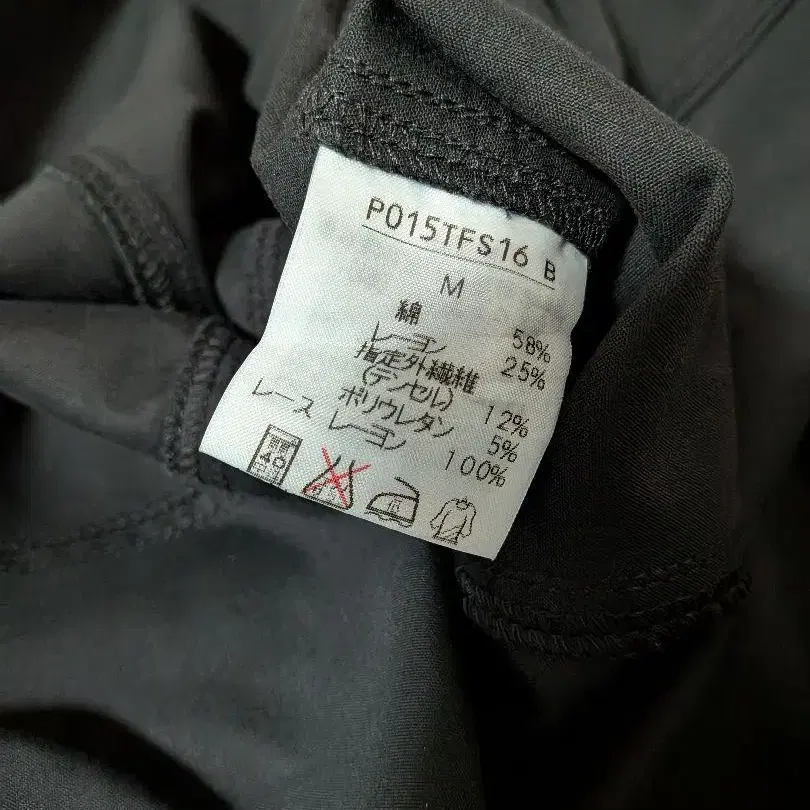 P015TFS16 B
M
綿 58%
レーヨン 25%
指定外繊維
(テンセル) 12%
ポリウレタン 5%
レース レーヨン 100%
40